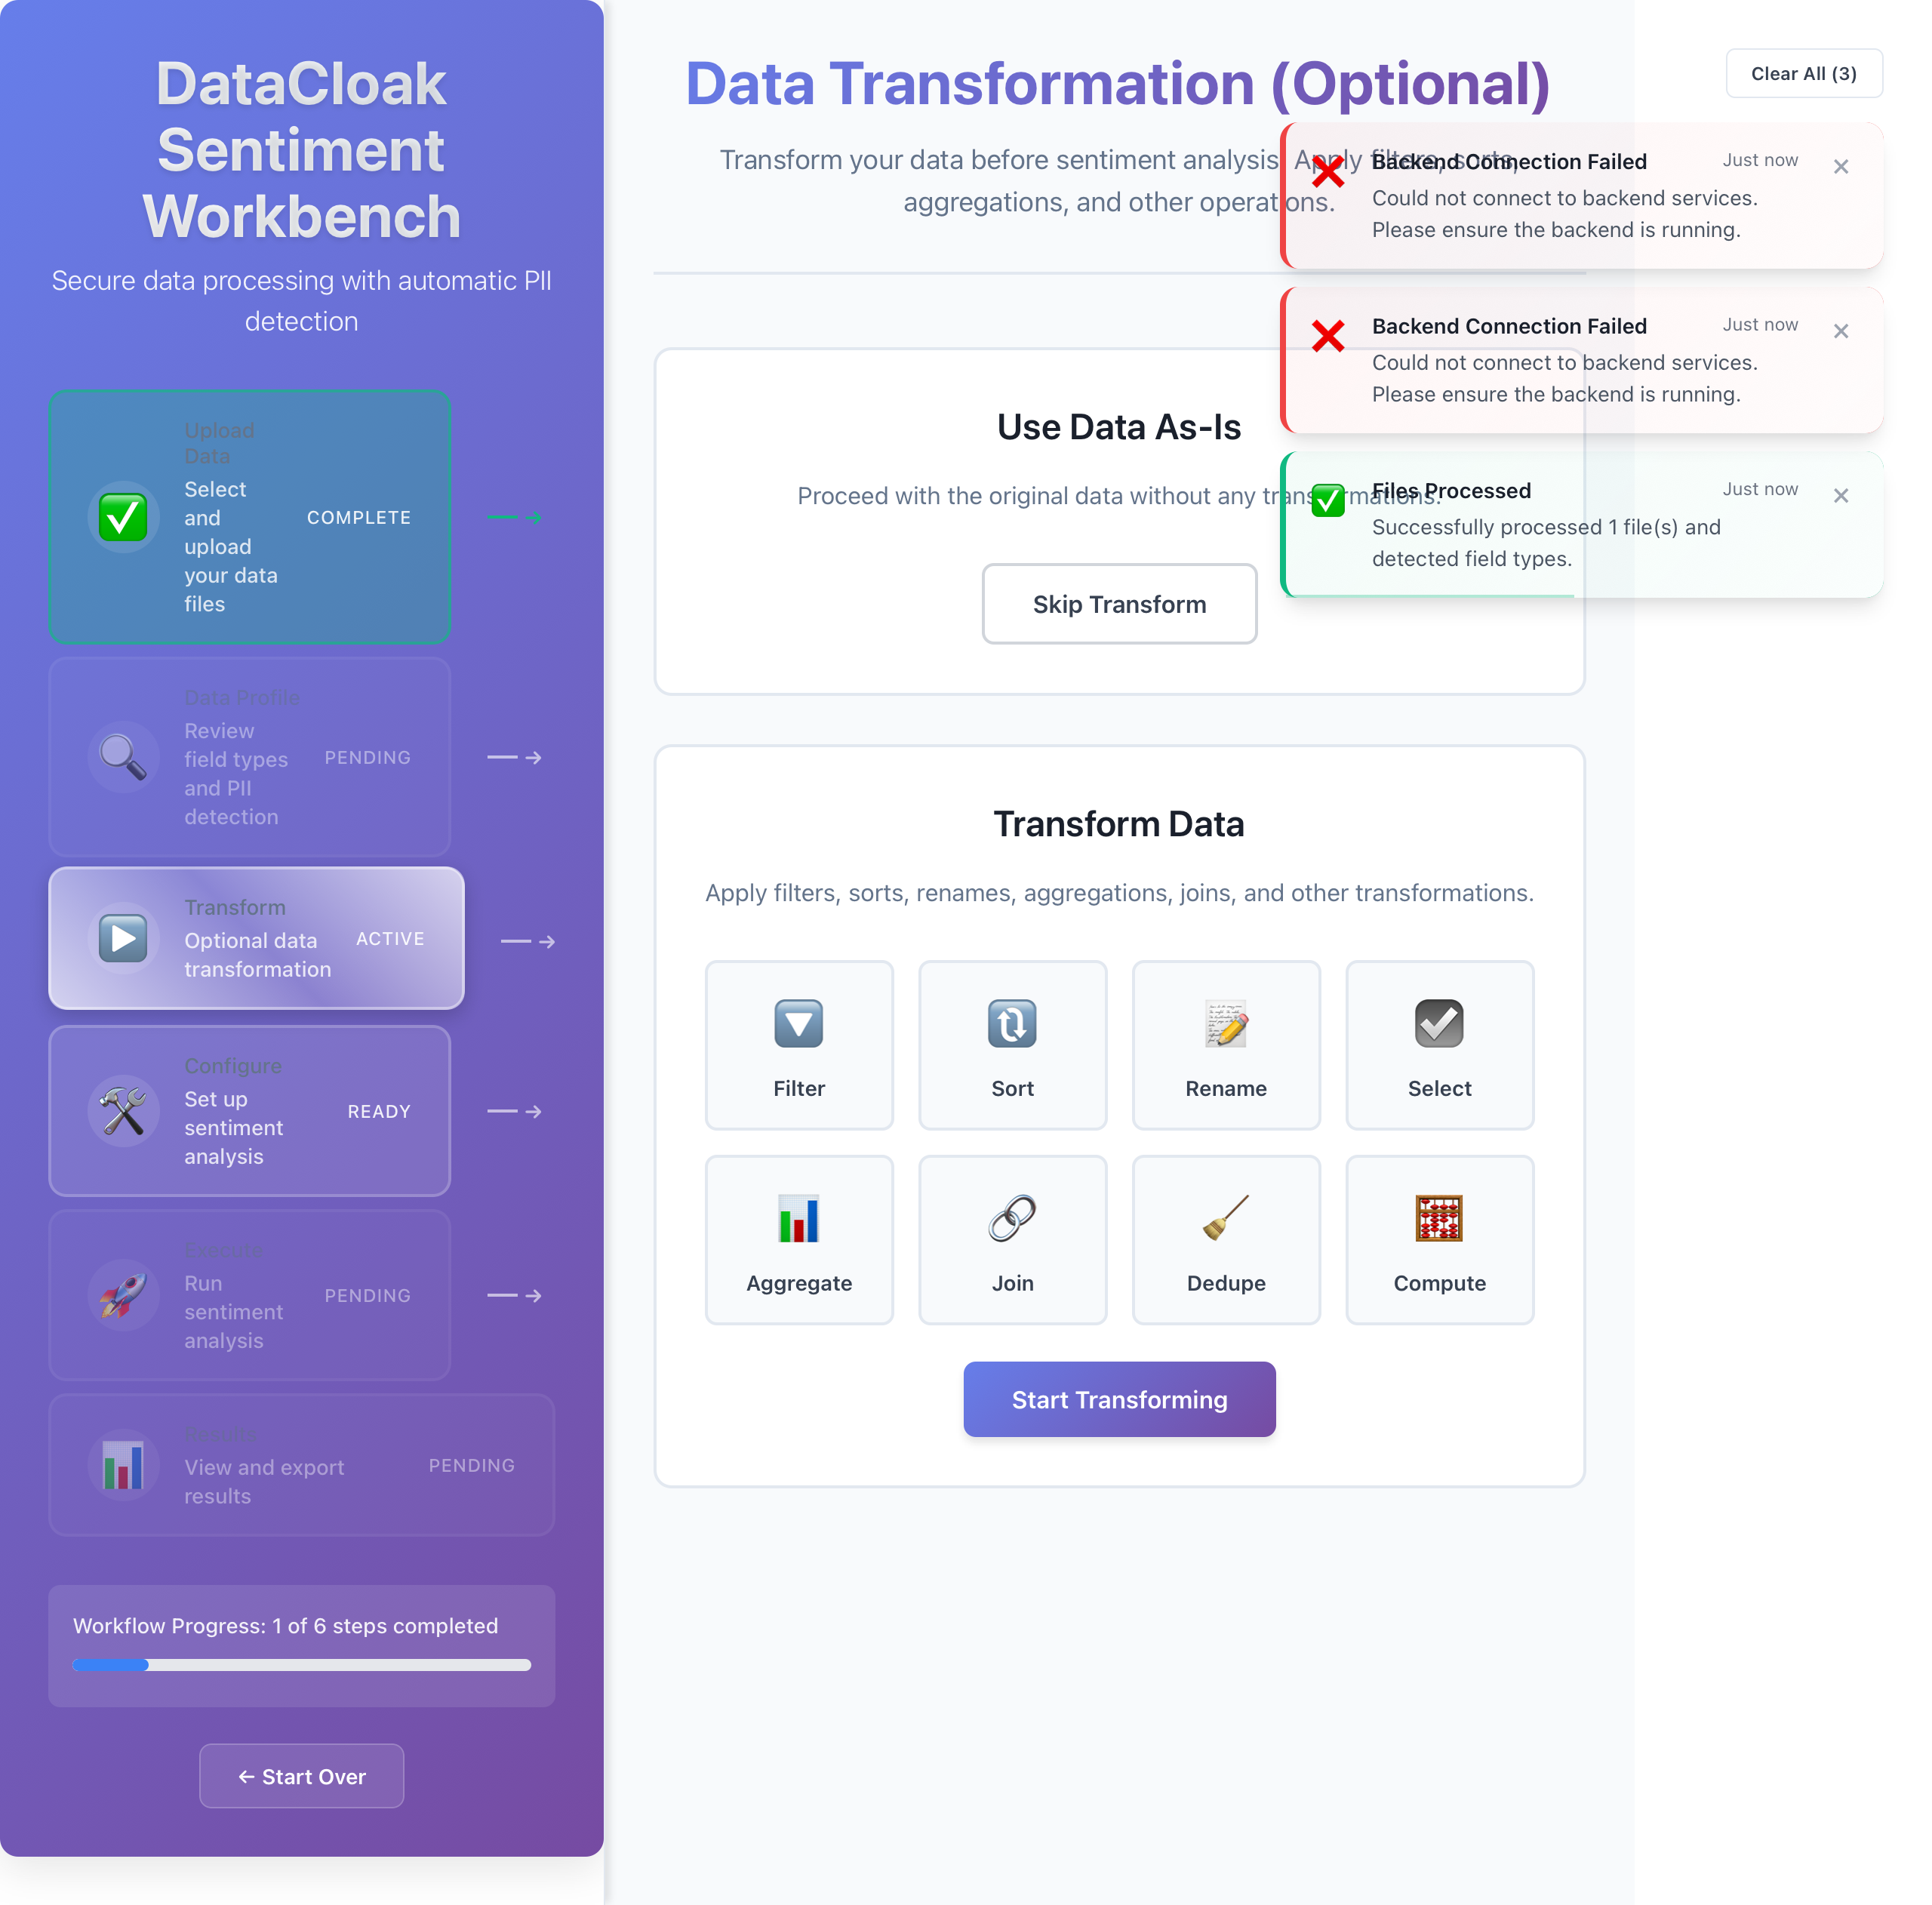 DataCloak
Sentiment
Workbench
Secure data processing with automatic PII
detection
Upload
Data
Select
and
upload
your data
files
COMPLETE
Data Profile
Review
field types
and PII
detection
PENDING
Transform
Optional data
transformation
ACTIVE
Configure
Set up
sentiment
analysis
READY
Execute
Run
sentiment
analysis
PENDING
Results
View and export
results
PENDING
Workflow Progress: 1 of 6 steps completed
← Start Over
Data Transformation (Optional)
Transform your data before sentiment analysis. Apply filters, sorts,
aggregations, and other operations.
Use Data As-Is
Proceed with the original data without any transformations.
Skip Transform
Transform Data
Apply filters, sorts, renames, aggregations, joins, and other transformations.
Filter
Sort
Rename
Select
Aggregate
Join
Dedupe
Compute
Start Transforming
Clear All (3)
Backend Connection Failed
Just now
Could not connect to backend services.
Please ensure the backend is running.
Backend Connection Failed
Just now
Could not connect to backend services.
Please ensure the backend is running.
Files Processed
Just now
Successfully processed 1 file(s) and
detected field types.